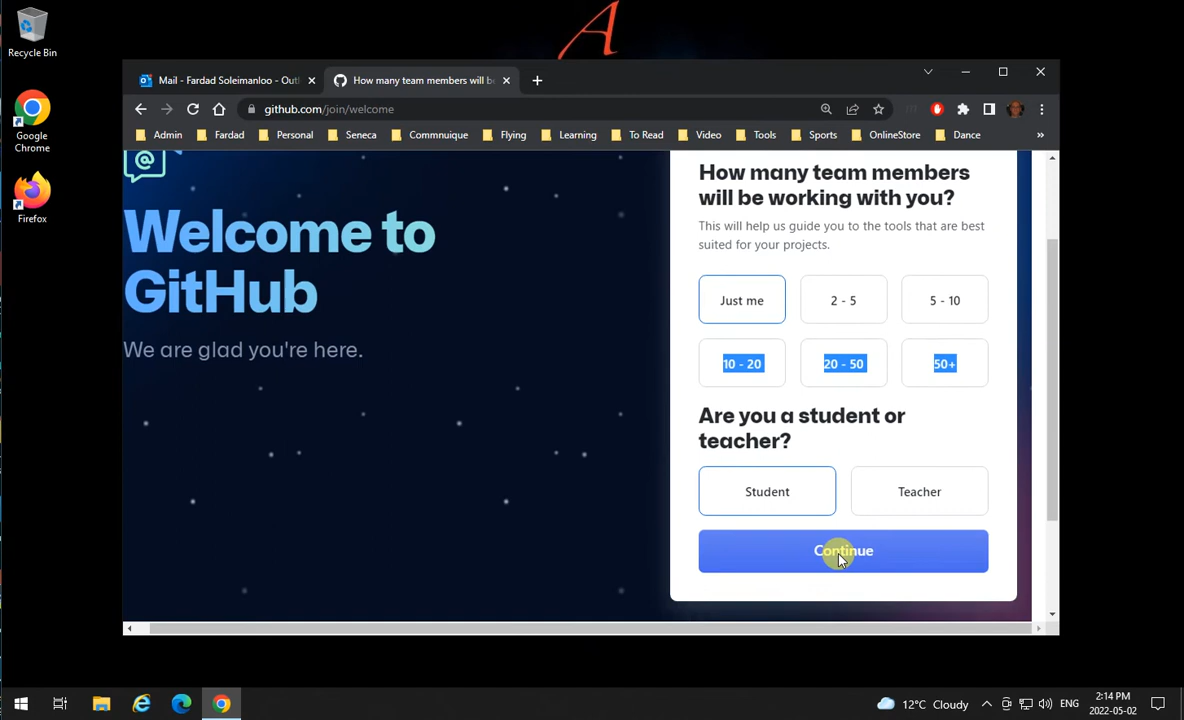 Recycle Bin
Google Chrome
Firefox
A
Mail - Fardad Soleimanloo - Outl
How many team members will be
github.com/join/welcome
Admin
Fardad
Personal
Seneca
Commnuique
Flying
Learning
To Read
Video
Tools
Sports
OnlineStore
Dance
»
Welcome to
GitHub
We are glad you're here.
How many team members
will be working with you?
This will help us guide you to the tools that are best
suited for your projects.
Just me
2 - 5
5 - 10
10 - 20
20 - 50
50+
Are you a student or
teacher?
Student
Teacher
Continue
12°C Cloudy
ENG
2:14 PM
2022-05-02